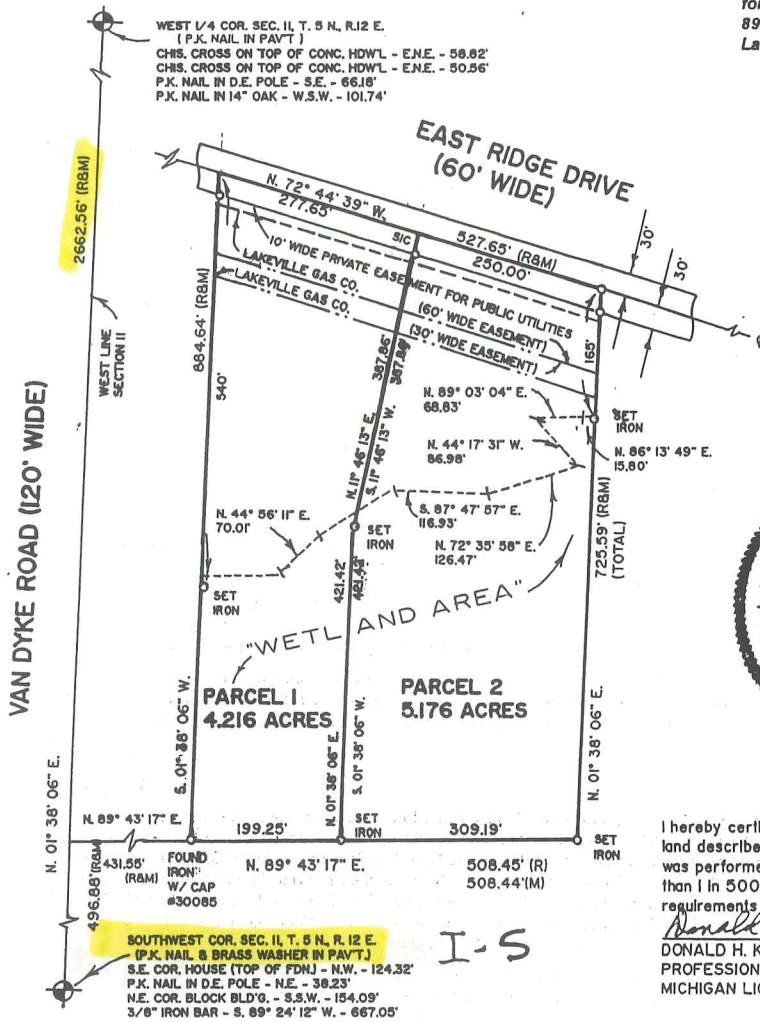 WEST 1/4 COR. SEC. 11, T. 5 N., R.12 E.
( P.K. NAIL IN PAV'T )
CHIS. CROSS ON TOP OF CONC. HDW'L - E.N.E. - 58.82'
CHIS. CROSS ON TOP OF CONC. HDW'L - E.N.E. - 50.56'
P.K. NAIL IN D.E. POLE - S.E. - 66.18'
P.K. NAIL IN 14" OAK - W.S.W. - 101.74'
for
89
La
EAST RIDGE DRIVE
(60' WIDE)
2662.56' (R&M)
N. 72° 44' 39" W.
277.65'
527.65' (R&M)
250.00'
30'
30'
SIC
10' WIDE PRIVATE EASEMENT FOR PUBLIC UTILITIES
LAKEVILLE GAS CO.
(60' WIDE EASEMENT)
LAKEVILLE GAS CO.
(30' WIDE EASEMENT)
WEST LINE
SECTION 11
884.64' (R&M)
540'
387.86'
387.86'
165'
N. 89° 03' 04" E.
68.83'
SET
IRON
N. 86° 13' 49" E.
15.80'
N. 44° 17' 31" W.
86.98'
N. 11° 46' 13" E.
S. 11° 46' 13" W.
N. 44° 56' 11" E.
70.01'
S. 87° 47' 57" E.
116.93'
SET
IRON
N. 72° 35' 58" E.
126.47'
725.59' (R&M)
(TOTAL)
VAN DYKE ROAD (120' WIDE)
SET
IRON
421.42'
421.42'
"WETLAND AREA"
PARCEL 1
4.216 ACRES
PARCEL 2
5.176 ACRES
S. 01° 38' 06" W.
N. 01° 38' 06" E.
S. 01° 38' 06" W.
N. 01° 38' 06" E.
N. 01° 38' 06" E.
N. 89° 43' 17" E.
199.25'
SET
IRON
309.19'
SET
IRON
431.55'
(R&M)
FOUND
IRON
W/ CAP
#30085
N. 89° 43' 17" E.
508.45' (R)
508.44'(M)
496.88'(R&M)
SOUTHWEST COR. SEC. 11, T. 5 N., R. 12 E.
(P.K. NAIL & BRASS WASHER IN PAV'T.)
S.E. COR. HOUSE (TOP OF FDN.) - N.W. - 124.32'
P.K. NAIL IN D.E. POLE - N.E. - 38.23'
N.E. COR. BLOCK BLD'G. - S.S.W. - 154.09'
3/8" IRON BAR - S. 89° 24' 12" W. - 667.05'
I-5
I hereby certi
land describe
was performe
than 1 in 500
requirements
Donald
DONALD H. K
PROFESSION
MICHIGAN LIC